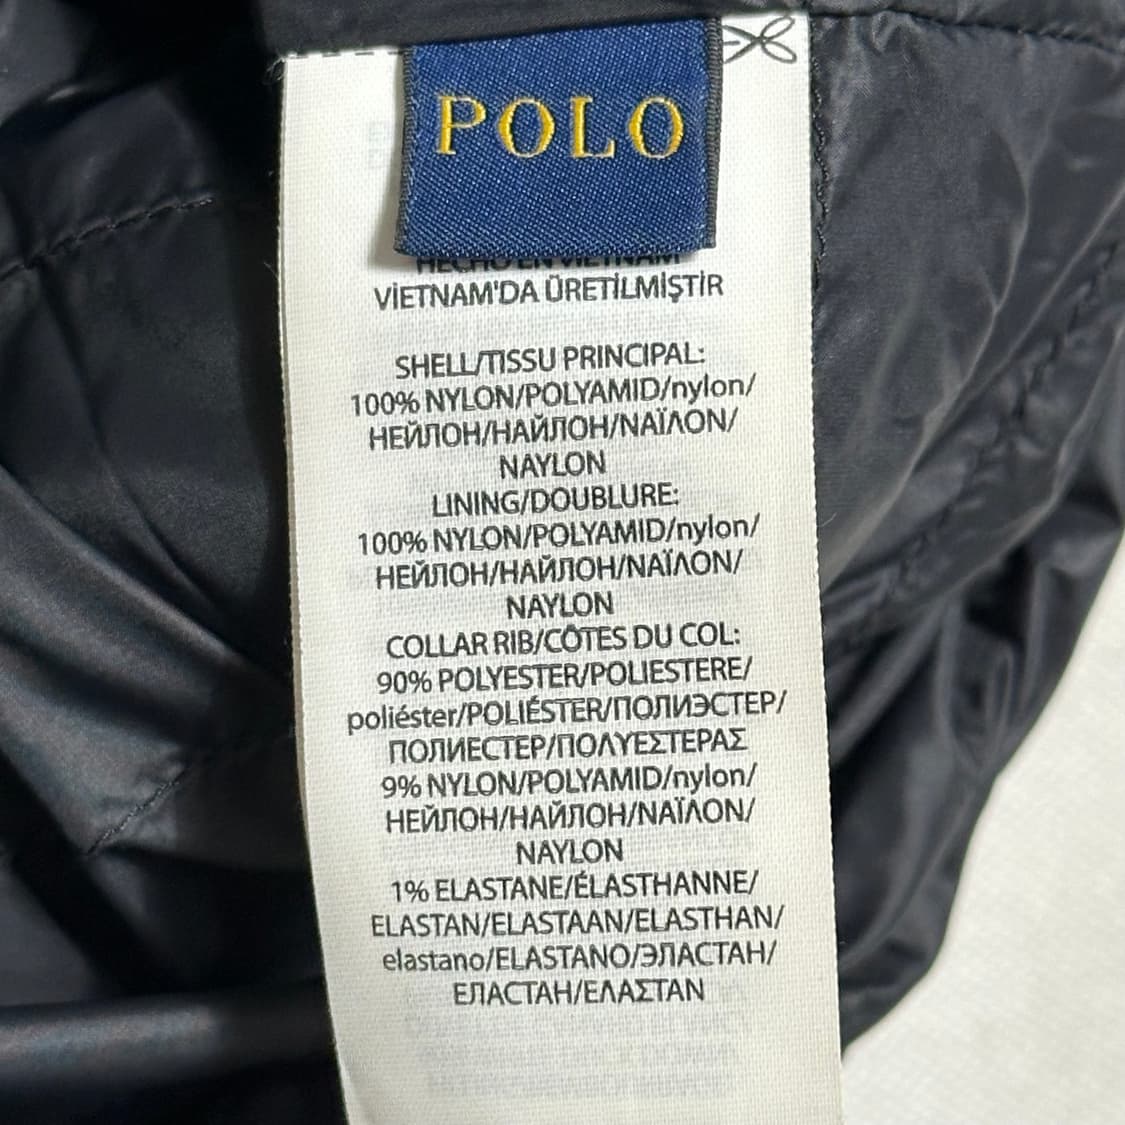 POLO
HECHO EN VIETNAM
VİETNAM'DA ÜRETİLMİŞTİR
SHELL/TISSU PRINCIPAL:
100% NYLON/POLYAMID/nylon/
НЕЙЛОН/НАЙЛОН/ΝΑΪΛΟΝ/
NAYLON
LINING/DOUBLURE:
100% NYLON/POLYAMID/nylon/
НЕЙЛОН/НАЙЛОН/ΝΑΪΛΟΝ/
NAYLON
COLLAR RIB/CÔTES DU COL:
90% POLYESTER/POLIESTERE/
poliéster/POLIÉSTER/ПОЛИЭСТЕР/
ПОЛИЕСТЕР/ΠΟΛΥΕΣΤΕΡΑΣ
9% NYLON/POLYAMID/nylon/
НЕЙЛОН/НАЙЛОН/ΝΑΪΛΟΝ/
NAYLON
1% ELASTANE/ÉLASTHANNE/
ELASTAN/ELASTAAN/ELASTHAN/
elastano/ELASTANO/ЭЛАСТАН/
ЕЛАСТАН/ΕΛΑΣΤΑΝ